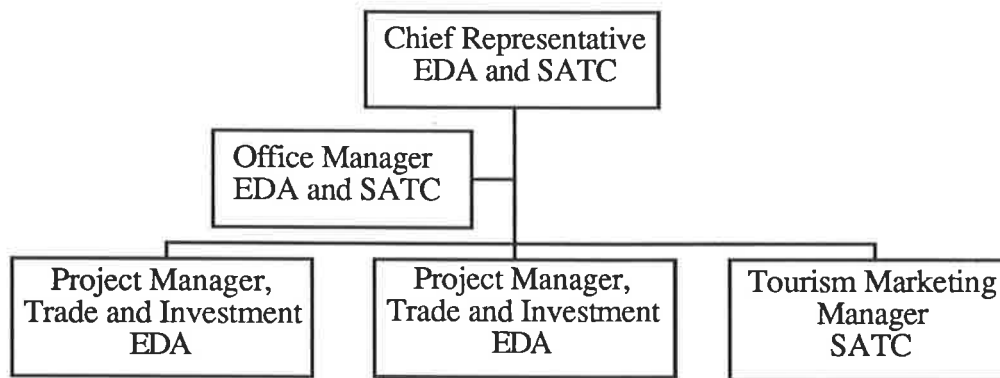 Chief Representative
EDA and SATC
Office Manager
EDA and SATC
Project Manager,
Trade and Investment
EDA
Project Manager,
Trade and Investment
EDA
Tourism Marketing
Manager
SATC